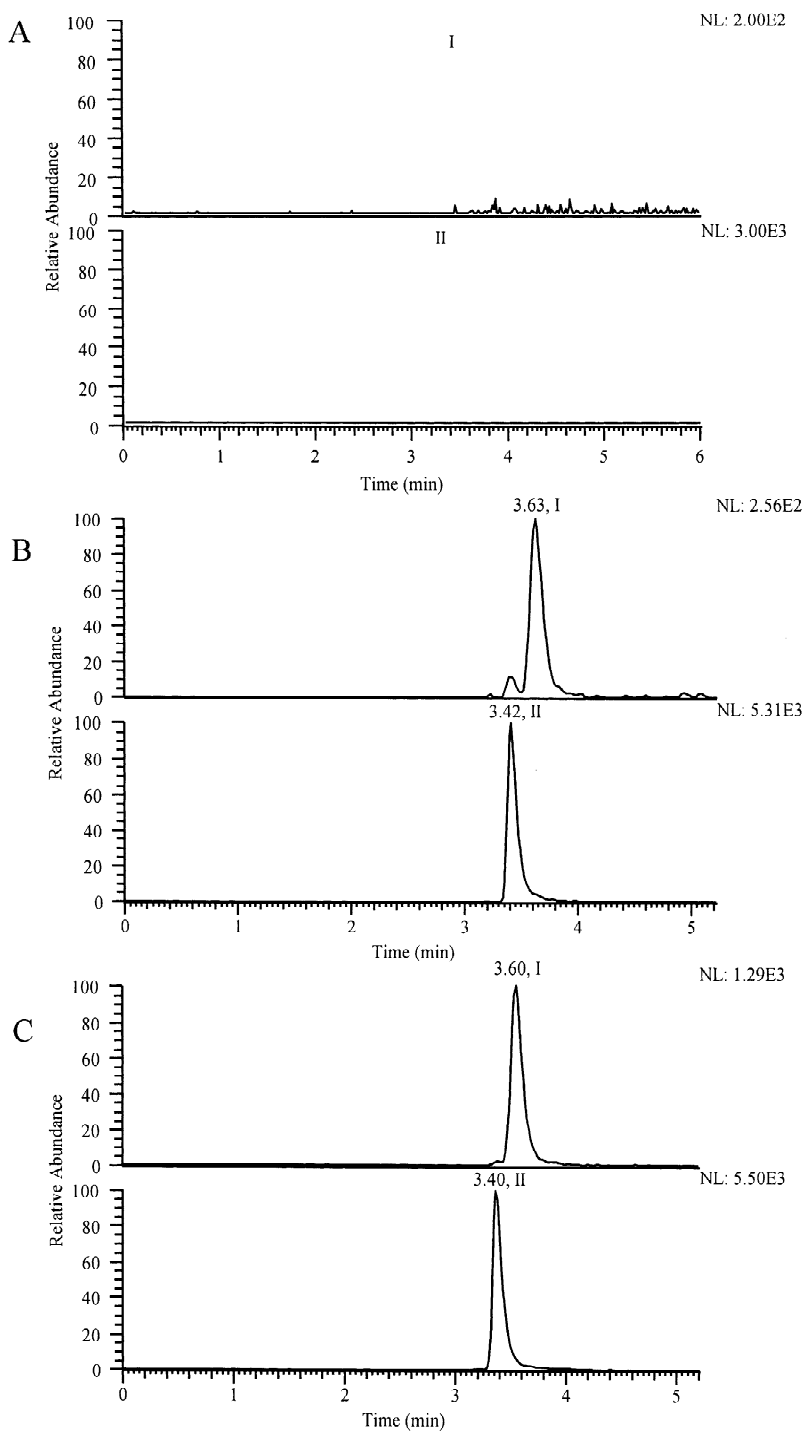 A
NL: 2.00E2
I
100
80
60
40
20
0
NL: 3.00E3
II
100
80
60
40
20
0
Relative Abundance
0 1 2 3 4 5 6
Time (min)
B
3.63, I
NL: 2.56E2
100
80
60
40
20
0
3.42, II
NL: 5.31E3
100
80
60
40
20
0
Relative Abundance
0 1 2 3 4 5
Time (min)
C
3.60, I
NL: 1.29E3
100
80
60
40
20
0
3.40, II
NL: 5.50E3
100
80
60
40
20
0
Relative Abundance
0 1 2 3 4 5
Time (min)